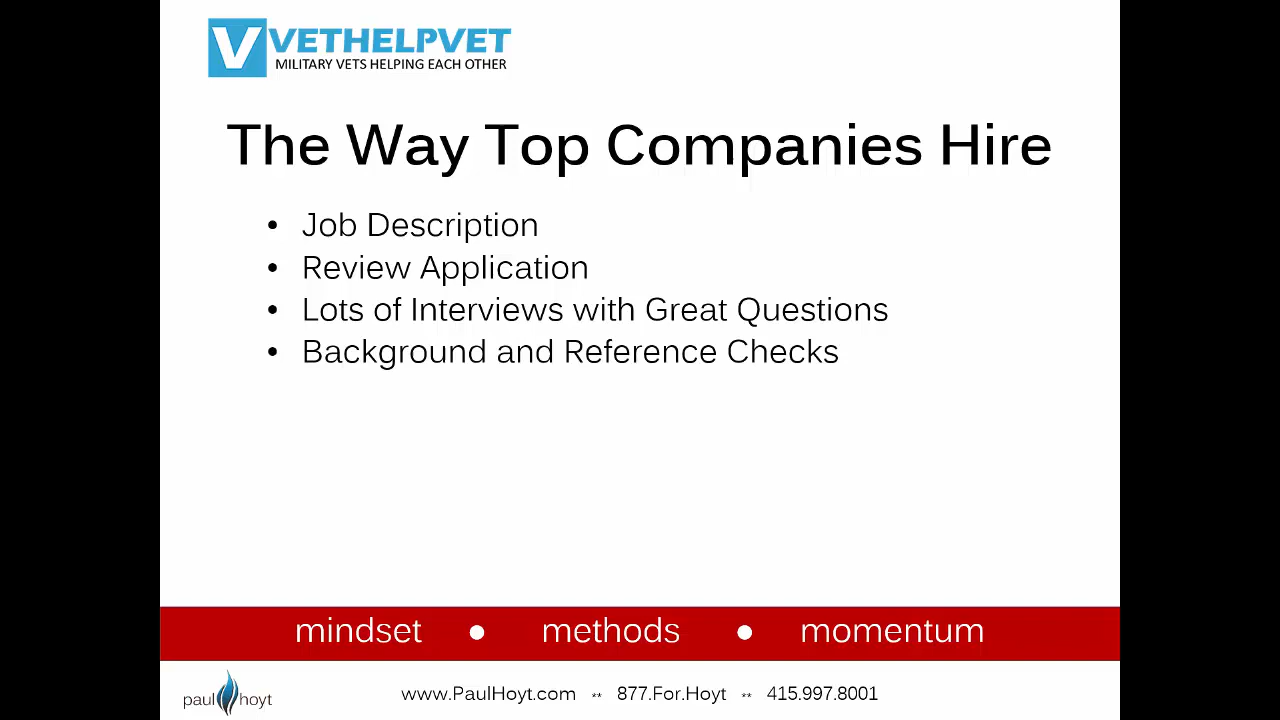 V VETHELPVET
MILITARY VETS HELPING EACH OTHER
The Way Top Companies Hire
• Job Description
• Review Application
• Lots of Interviews with Great Questions
• Background and Reference Checks
mindset ● methods ● momentum
paul hoyt
www.PaulHoyt.com ** 877.For.Hoyt ** 415.997.8001